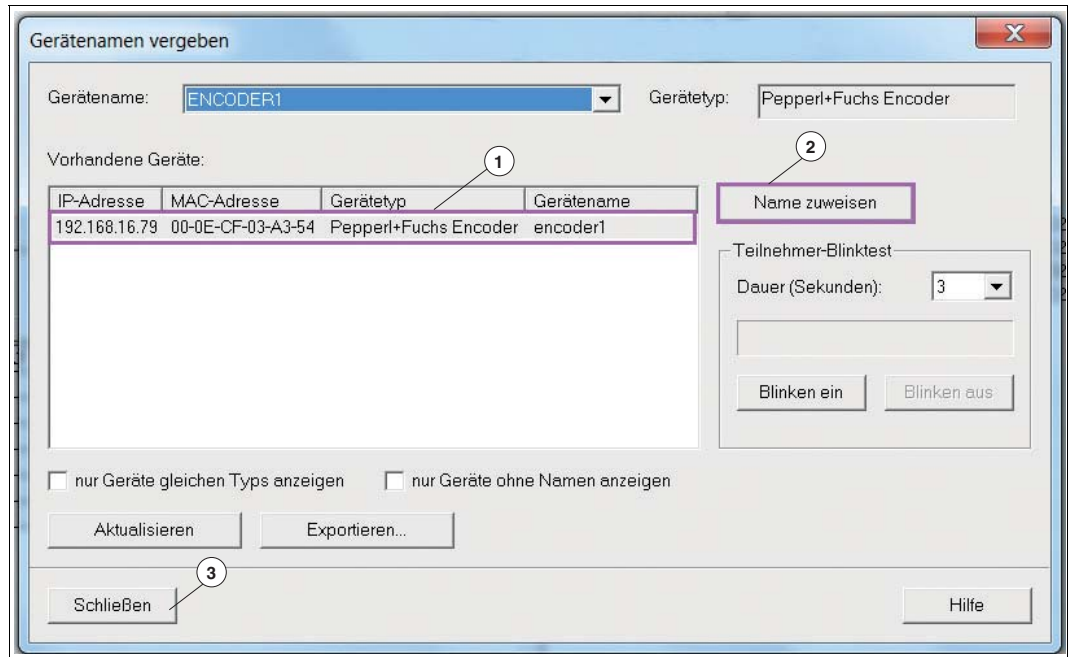 Gerätenamen vergeben
Gerätename: ENCODER1 Gerätetyp: Pepperl+Fuchs Encoder
Vorhandene Geräte: 1 2
IP-Adresse MAC-Adresse Gerätetyp Gerätename Name zuweisen
192.168.16.79 00-0E-CF-03-A3-54 Pepperl+Fuchs Encoder encoder1
Teilnehmer-Blinktest
Dauer (Sekunden): 3
Blinken ein Blinken aus
nur Geräte gleichen Typs anzeigen nur Geräte ohne Namen anzeigen
Aktualisieren Exportieren...
3
Schließen Hilfe